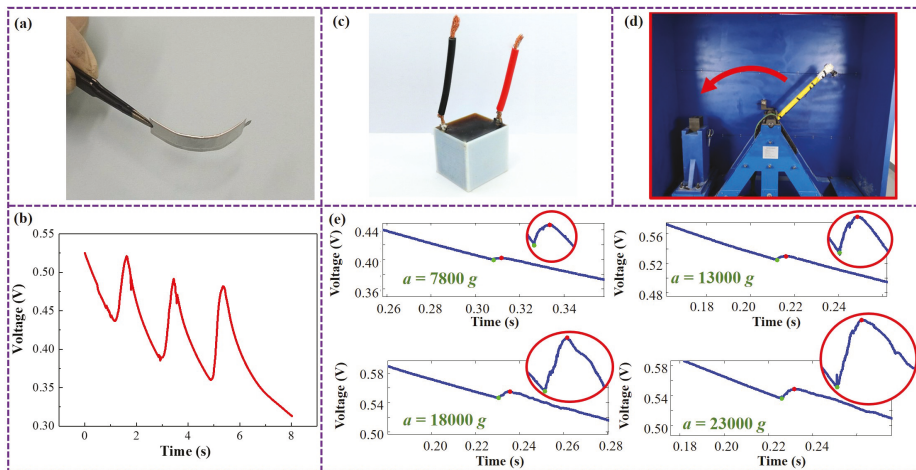 (a)
(c)
(d)
(b)
0.55
0.50
0.45
0.40
0.35
0.30
Voltage (V)
0
2
4
6
8
Time (s)
(e)
0.44
0.40
0.36
Voltage (V)
a = 7800 g
0.26 0.28 0.30 0.32 0.34
Time (s)
0.56
0.52
0.48
Voltage (V)
a = 13000 g
0.18 0.20 0.22 0.24
Time (s)
0.58
0.54
0.50
Voltage (V)
a = 18000 g
0.20 0.22 0.24 0.26 0.28
Time (s)
0.58
0.54
0.50
Voltage (V)
a = 23000 g
0.18 0.20 0.22 0.24 0.26
Time (s)